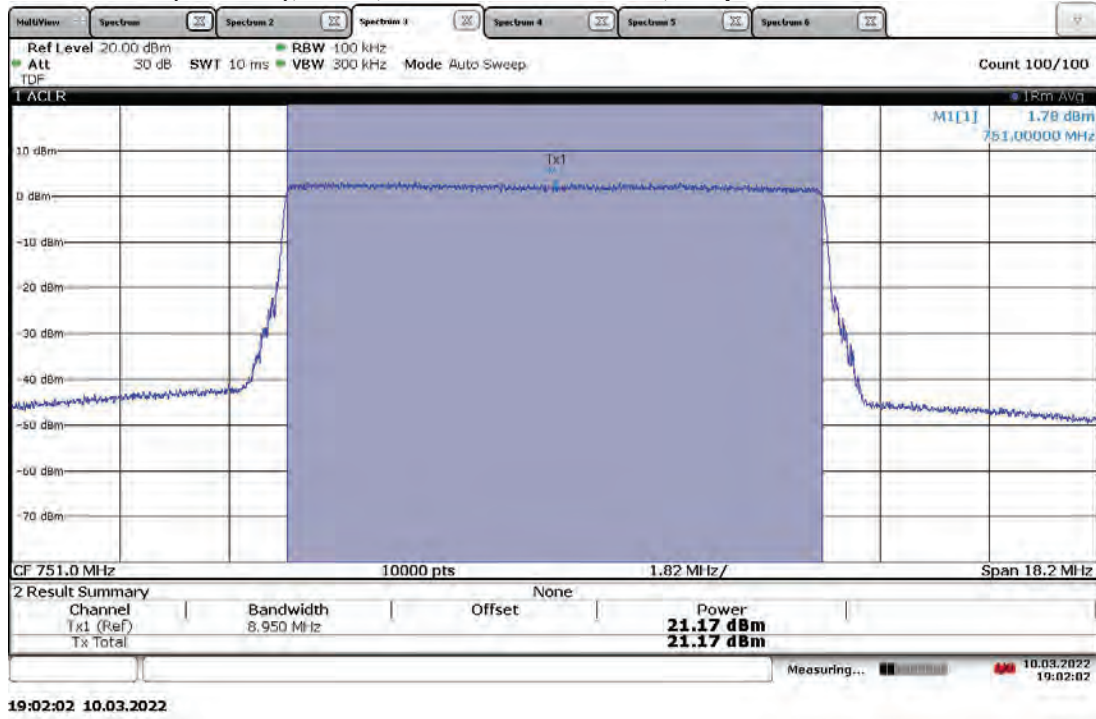 MultiView Spectrum Spectrum 2 Spectrum 3 Spectrum 4 Spectrum 5 Spectrum 6
Ref Level 20.00 dBm RBW 100 kHz
Att 30 dB SWT 10 ms VBW 300 kHz Mode Auto Sweep Count 100/100
TDF
1 ACLR 1Rm Avg
M1[1] 1.78 dBm
751.00000 MHz
10 dBm
Tx1
0 dBm
-10 dBm
-20 dBm
-30 dBm
-40 dBm
-50 dBm
-60 dBm
-70 dBm
CF 751.0 MHz 10000 pts 1.82 MHz/ Span 18.2 MHz
2 Result Summary None
Channel Bandwidth Offset Power
Tx1 (Ref) 8.950 MHz 21.17 dBm
Tx Total 21.17 dBm
Measuring... 10.03.2022
19:02:02
19:02:02 10.03.2022